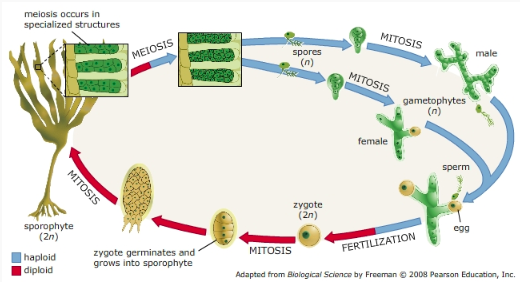 meiosis occurs in
specialized structures
MEIOSIS
spores
(n)
MITOSIS
male
MITOSIS
gametophytes
(n)
female
sperm
egg
FERTILIZATION
zygote
(2n)
MITOSIS
zygote germinates and
grows into sporophyte
MITOSIS
sporophyte
(2n)
haploid
diploid
Adapted from Biological Science by Freeman © 2008 Pearson Education, Inc.